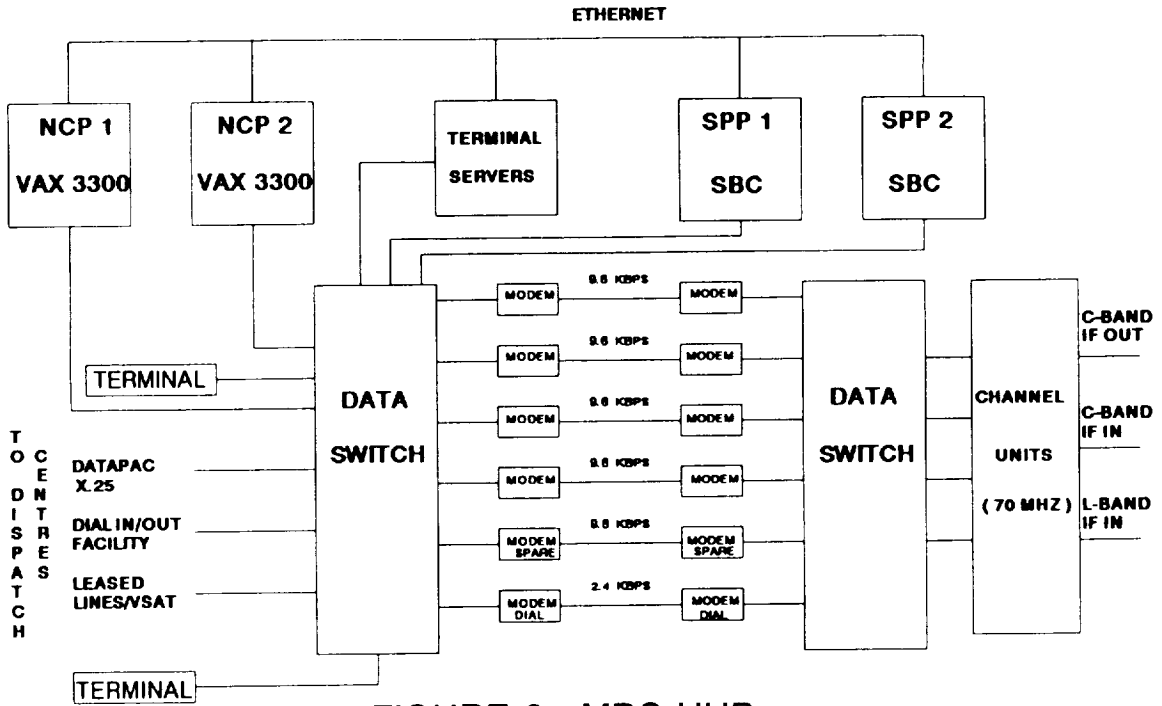 ETHERNET
NCP 1
VAX 3300
NCP 2
VAX 3300
TERMINAL
SERVERS
SPP 1
SBC
SPP 2
SBC
MODEM
9.6 KBPS
MODEM
MODEM
9.6 KBPS
MODEM
MODEM
9.6 KBPS
MODEM
MODEM
9.6 KBPS
MODEM
MODEM
SPARE
9.6 KBPS
MODEM
SPARE
MODEM
DIAL
2.4 KBPS
MODEM
DIAL
TERMINAL
DATA
SWITCH
DATA
SWITCH
CHANNEL
UNITS
( 70 MHZ )
C-BAND
IF OUT
C-BAND
IF IN
L-BAND
IF IN
TO DISPATCH
CENTRES
DATAPAC
X.25
DIAL IN/OUT
FACILITY
LEASED
LINES/VSAT
TERMINAL